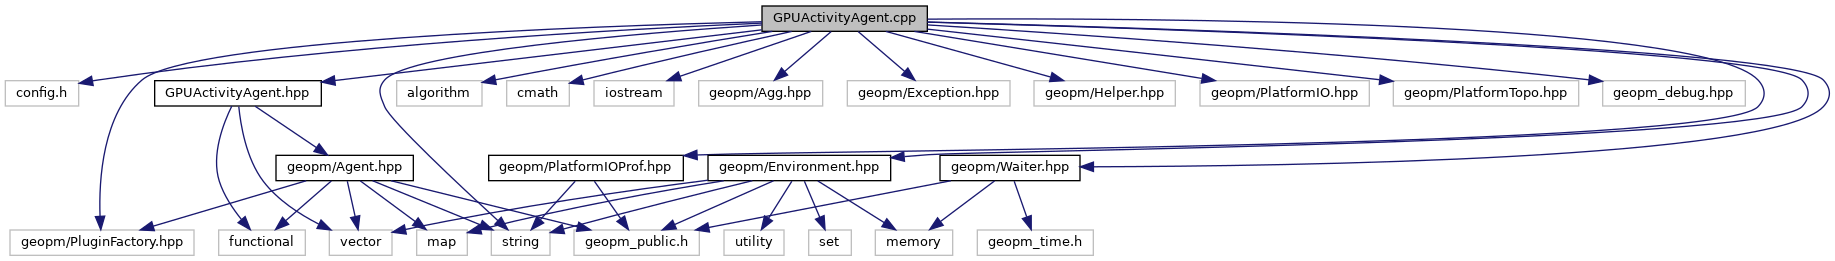 GPUActivityAgent.cpp
config.h
GPUActivityAgent.hpp
algorithm
cmath
iostream
geopm/Agg.hpp
geopm/Exception.hpp
geopm/Helper.hpp
geopm/PlatformIO.hpp
geopm/PlatformTopo.hpp
geopm_debug.hpp
geopm/Agent.hpp
geopm/PlatformIOProf.hpp
geopm/Environment.hpp
geopm/Waiter.hpp
geopm/PluginFactory.hpp
functional
vector
map
string
geopm_public.h
utility
set
memory
geopm_time.h